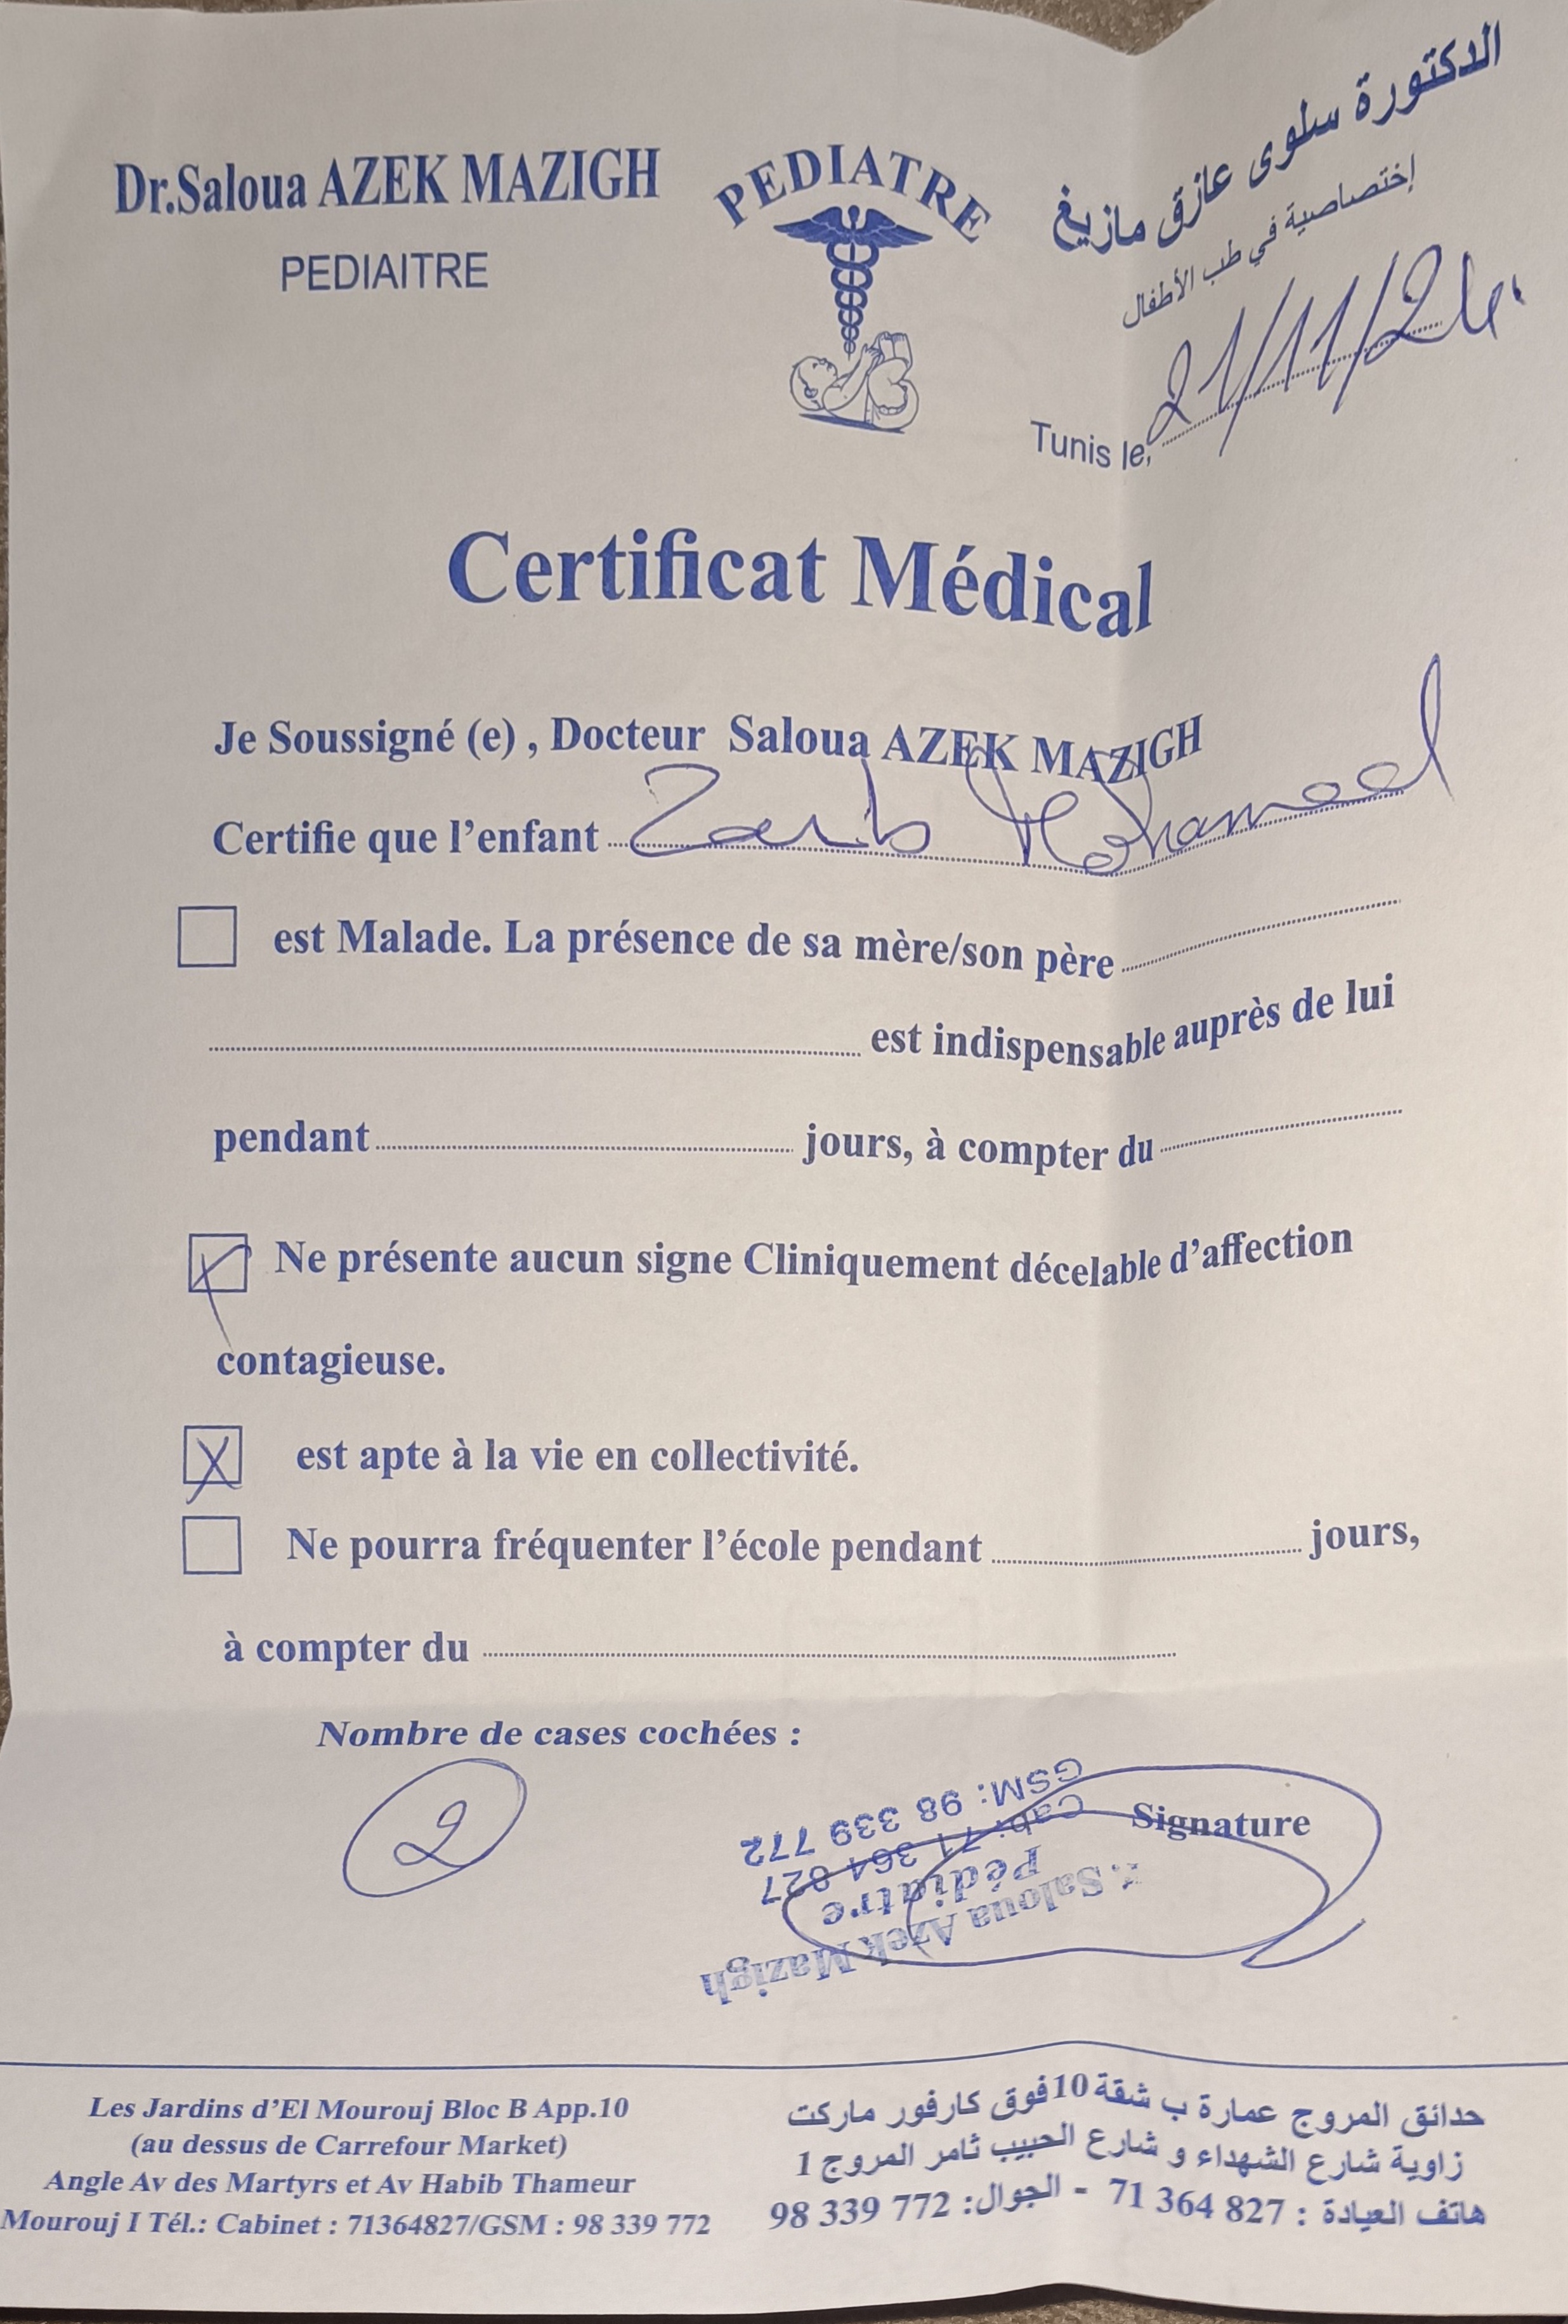 Dr.Saloua AZEK MAZIGH
PEDIAITRE
PEDIATRE
الدكتورة سلوى عازق مازيغ
إختصاصية في طب الأطفال
Tunis le, 21/11/24
Certificat Médical
Je Soussigné (e) , Docteur Saloua AZEK MAZIGH
Certifie que l'enfant Zarb Mohamed
est Malade. La présence de sa mère/son père
est indispensable auprès de lui
pendant jours, à compter du
Ne présente aucun signe Cliniquement décelable d'affection
contagieuse.
X est apte à la vie en collectivité.
Ne pourra fréquenter l'école pendant jours,
à compter du
Nombre de cases cochées :
2
Signature
Saloua Azek Mazigh
Pédiatre
Cab: 71 364 827
GSM: 98 339 772
Les Jardins d'El Mourouj Bloc B App.10
(au dessus de Carrefour Market)
Angle Av des Martyrs et Av Habib Thameur
Mourouj I Tél.: Cabinet : 71364827/GSM : 98 339 772
حدائق المروج عمارة ب شقة 10 فوق كارفور ماركت
زاوية شارع الشهداء و شارع الحبيب ثامر المروج 1
هاتف العيادة : 71 364 827 - الجوال: 98 339 772